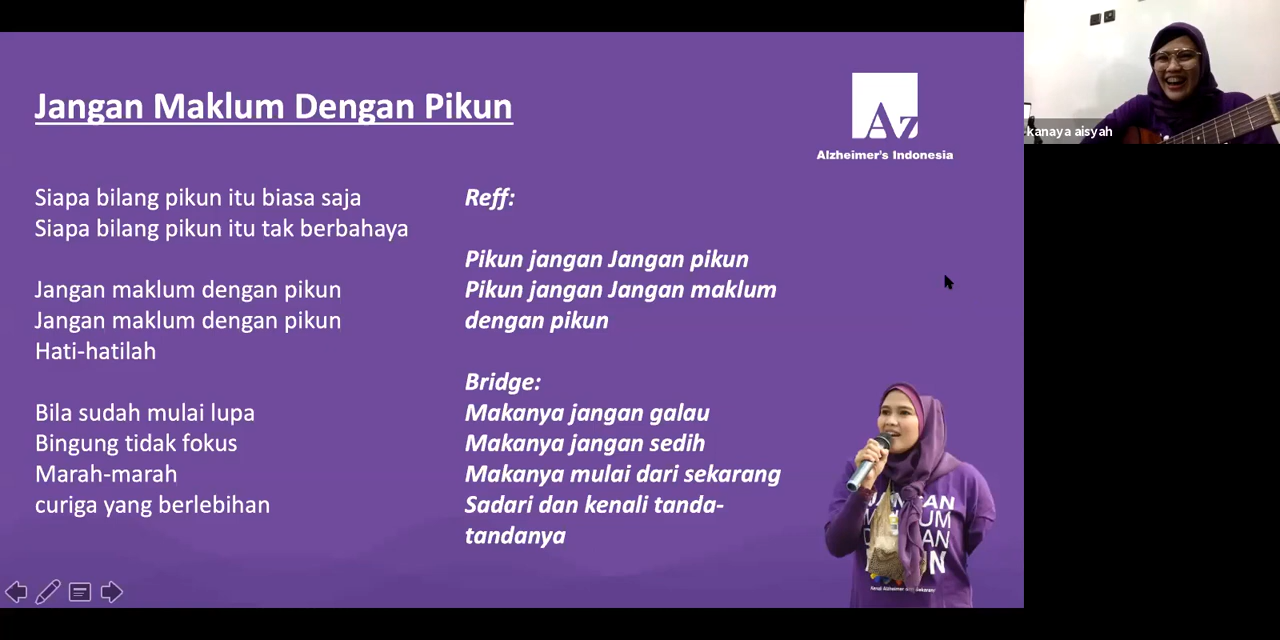 Jangan Maklum Dengan Pikun
Siapa bilang pikun itu biasa saja
Siapa bilang pikun itu tak berbahaya
Jangan maklum dengan pikun
Jangan maklum dengan pikun
Hati-hatilah
Bila sudah mulai lupa
Bingung tidak fokus
Marah-marah
curiga yang berlebihan
Reff:
Pikun jangan Jangan pikun
Pikun jangan Jangan maklum
dengan pikun
Bridge:
Makanya jangan galau
Makanya jangan sedih
Makanya mulai dari sekarang
Sadari dan kenali tanda-
tandanya
Az
Alzheimer's Indonesia
kanaya aisyah